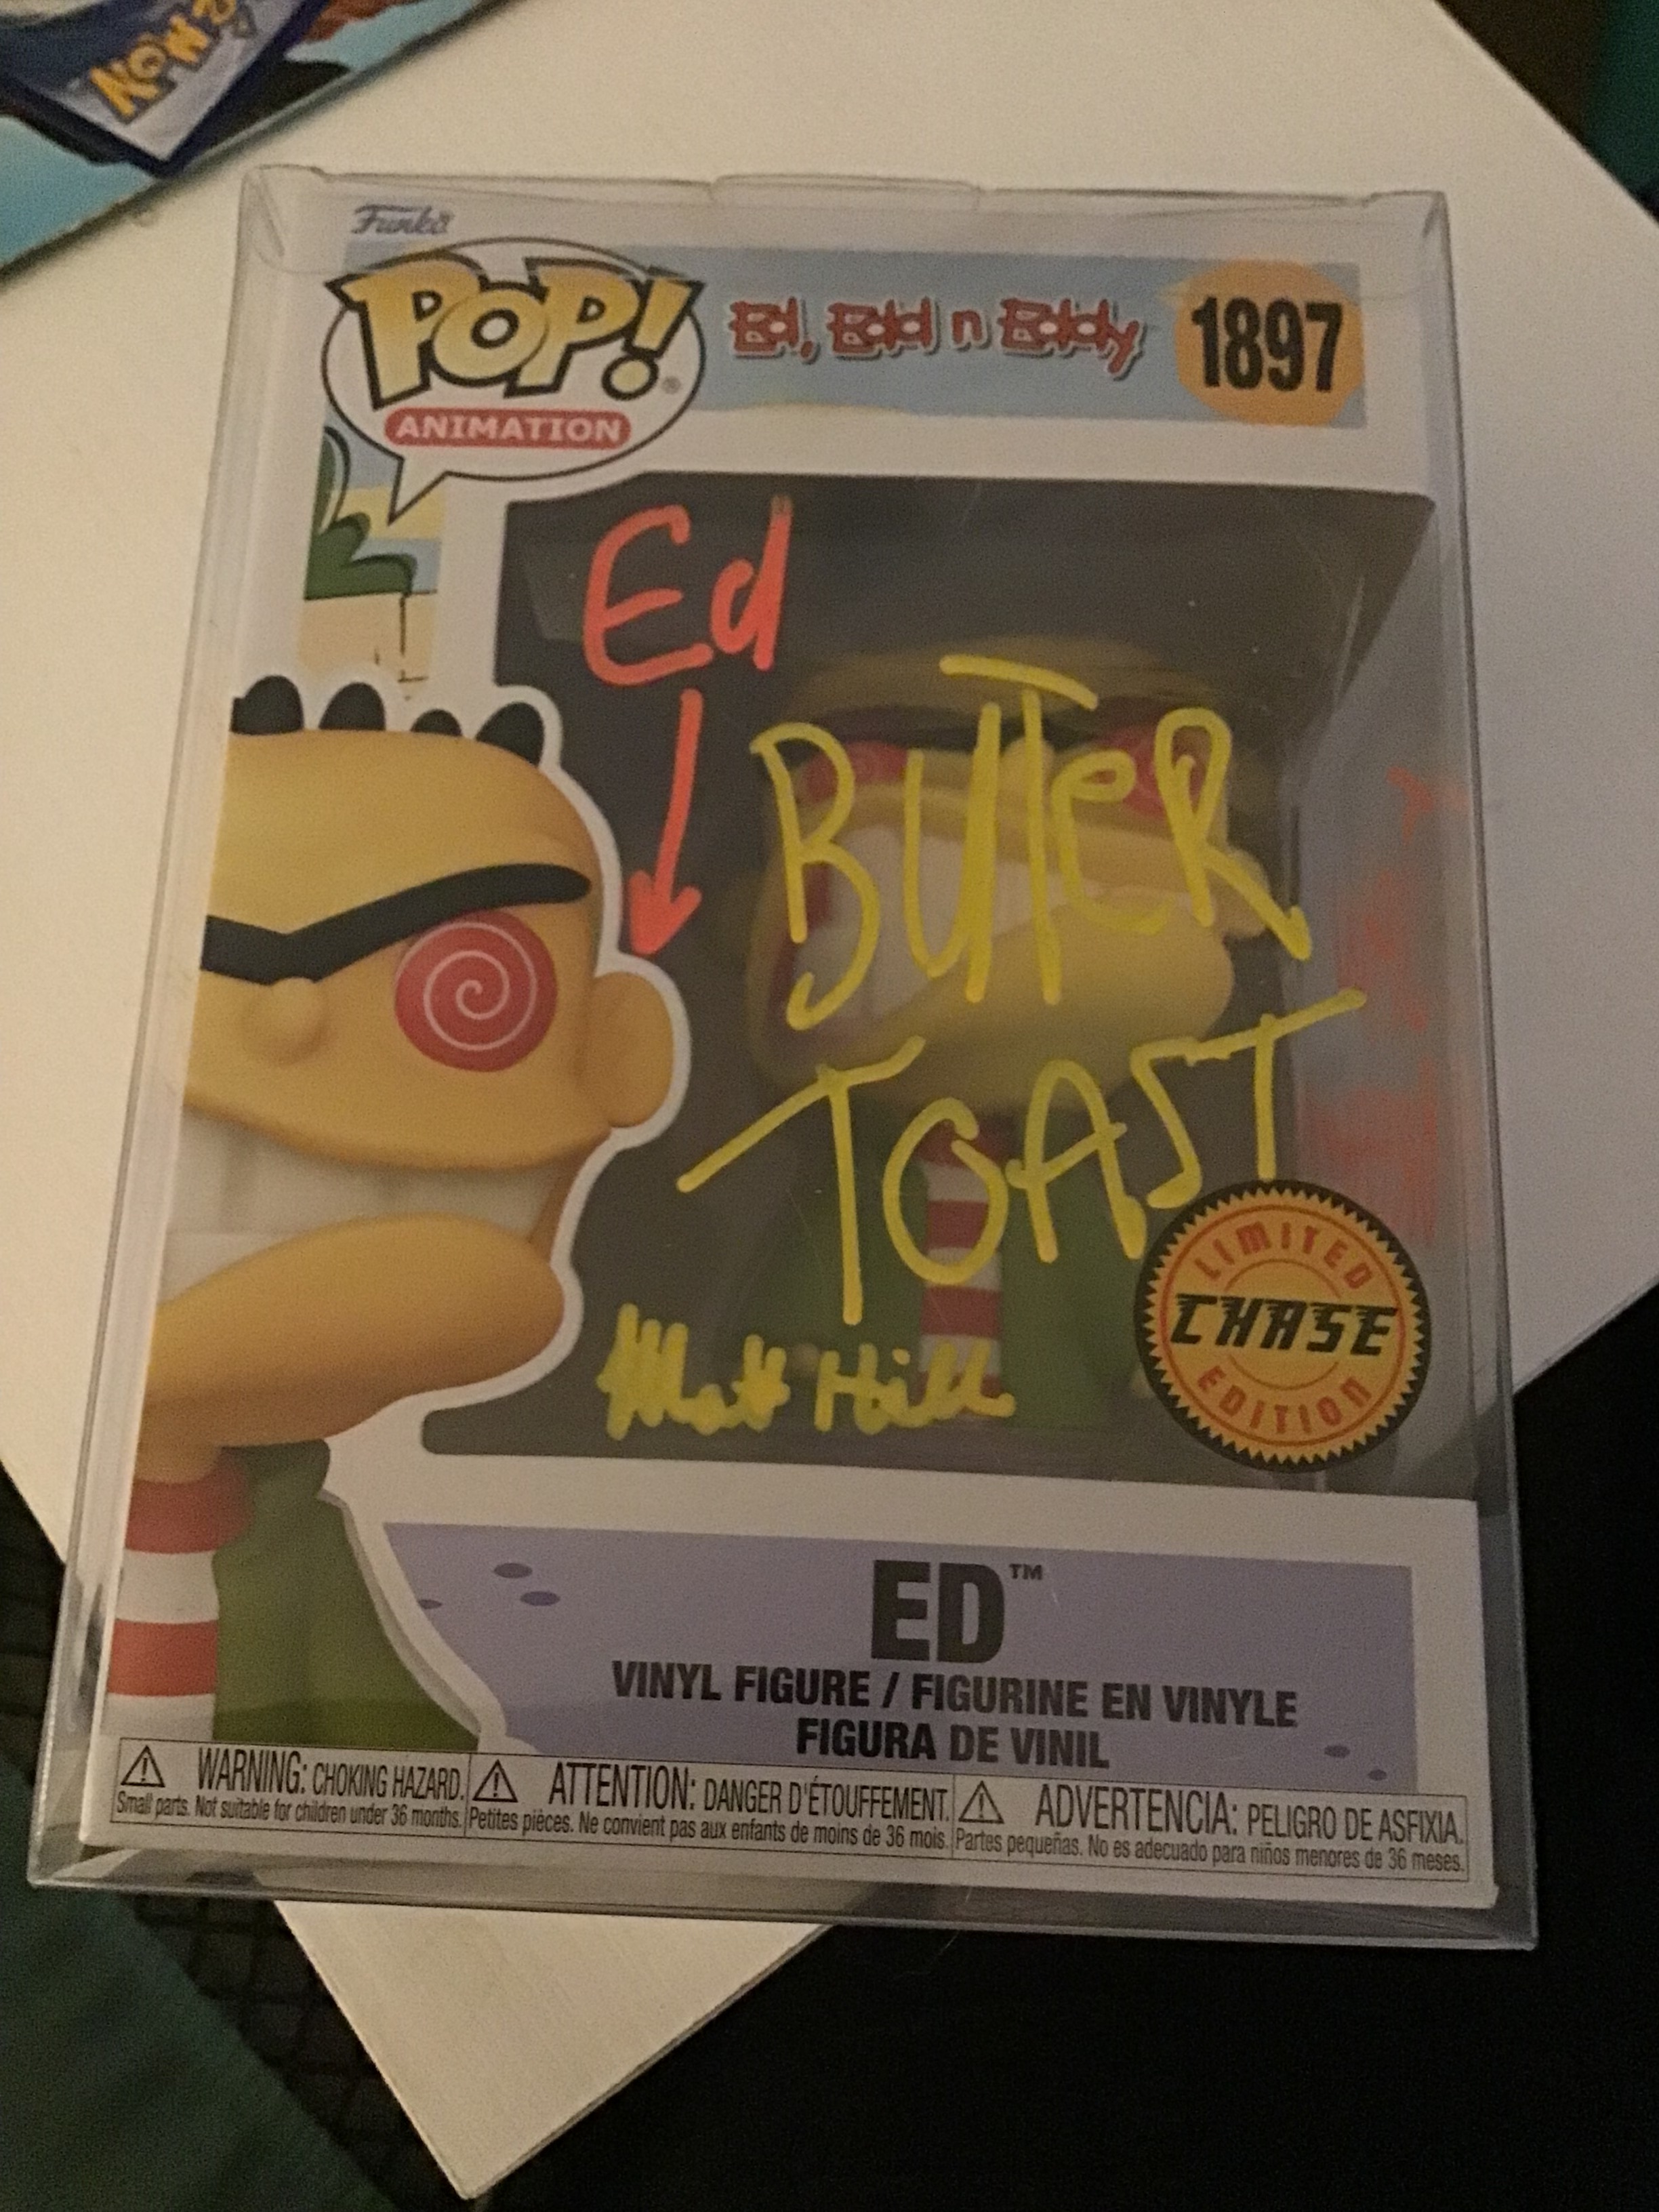 Funko
POP!®
ANIMATION
Ed, Edd n Eddy
1897
Ed
BUTER
TOAST
Matt Hill
LIMITED
CHASE
EDITION
ED™
VINYL FIGURE / FIGURINE EN VINYLE
FIGURA DE VINIL
WARNING: CHOKING HAZARD.
Small parts. Not suitable for children under 36 months.
ATTENTION: DANGER D'ÉTOUFFEMENT.
Petites pièces. Ne convient pas aux enfants de moins de 36 mois.
ADVERTENCIA: PELIGRO DE ASFIXIA.
Partes pequeñas. No es adecuado para niños menores de 36 meses.